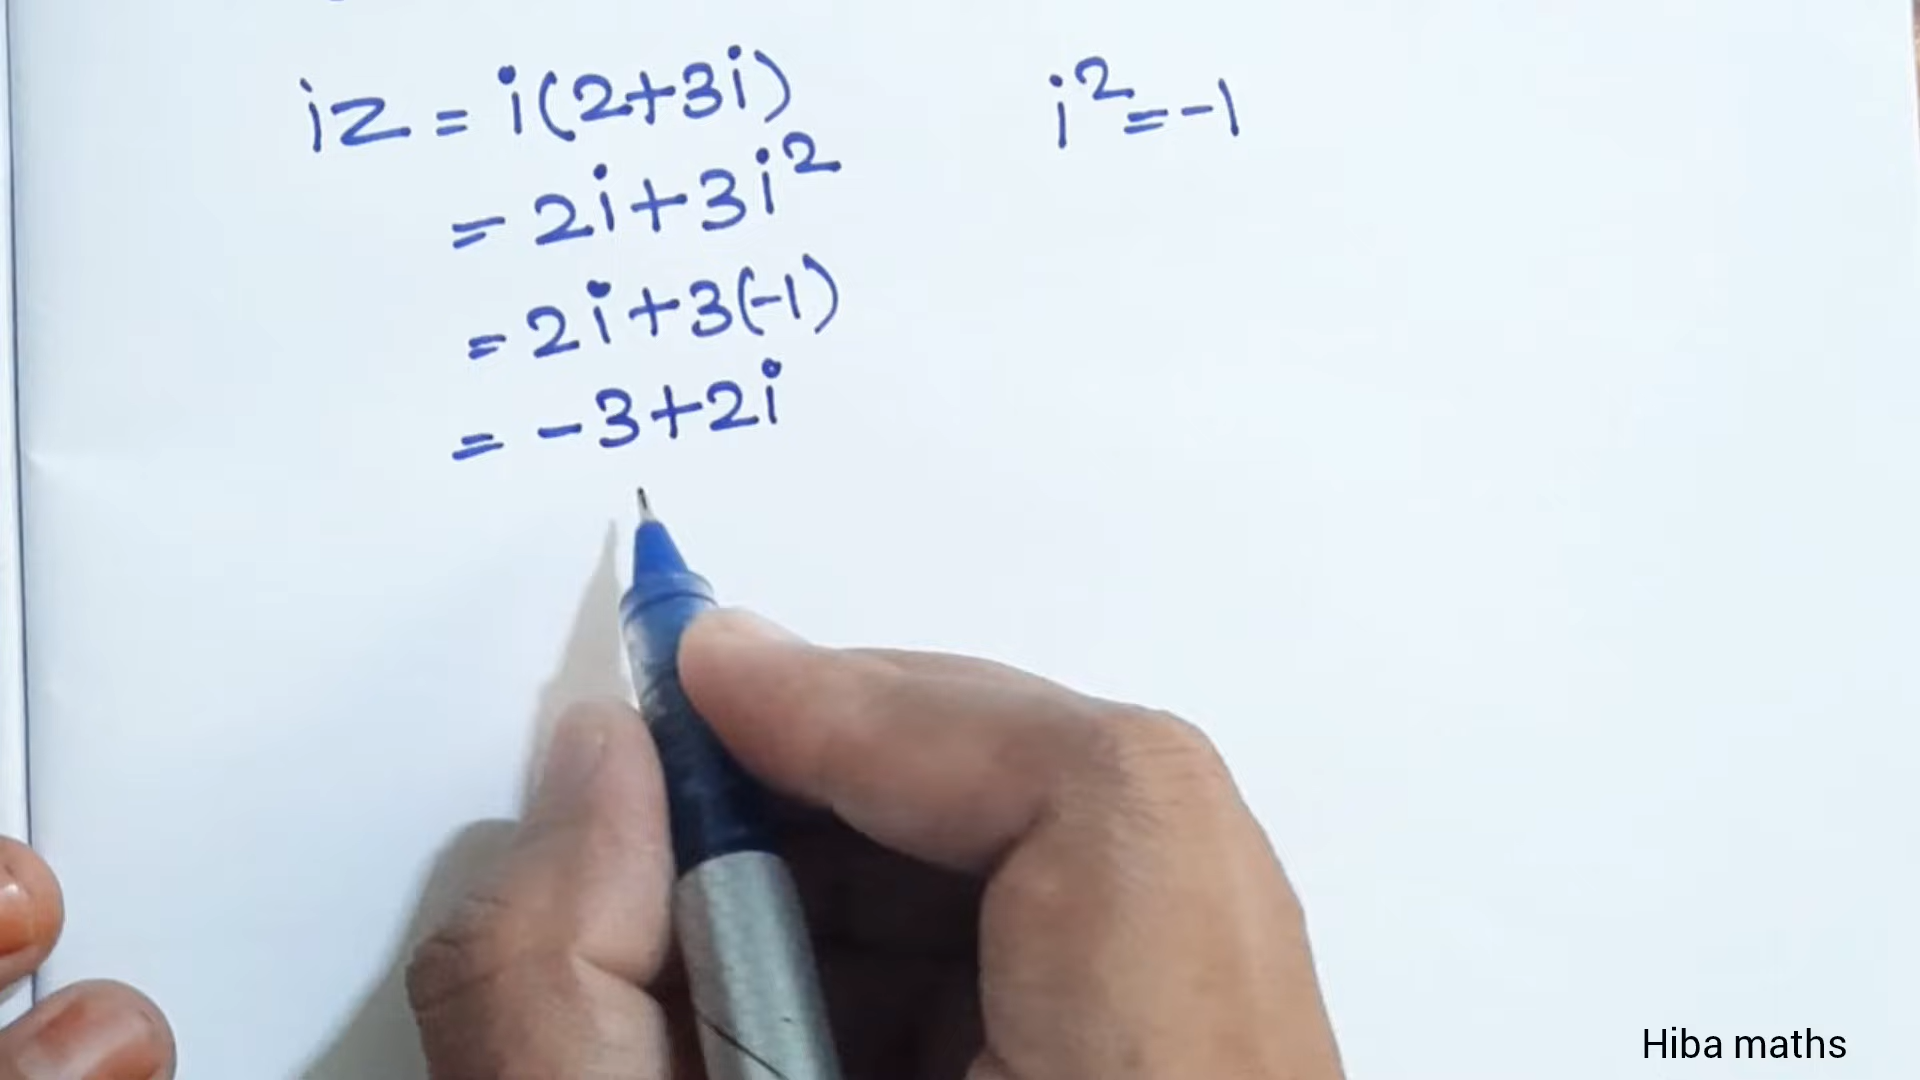 iz = i(2+3i)
i² = -1
= 2i+3i²
= 2i+3(-1)
= -3+2i
Hiba maths